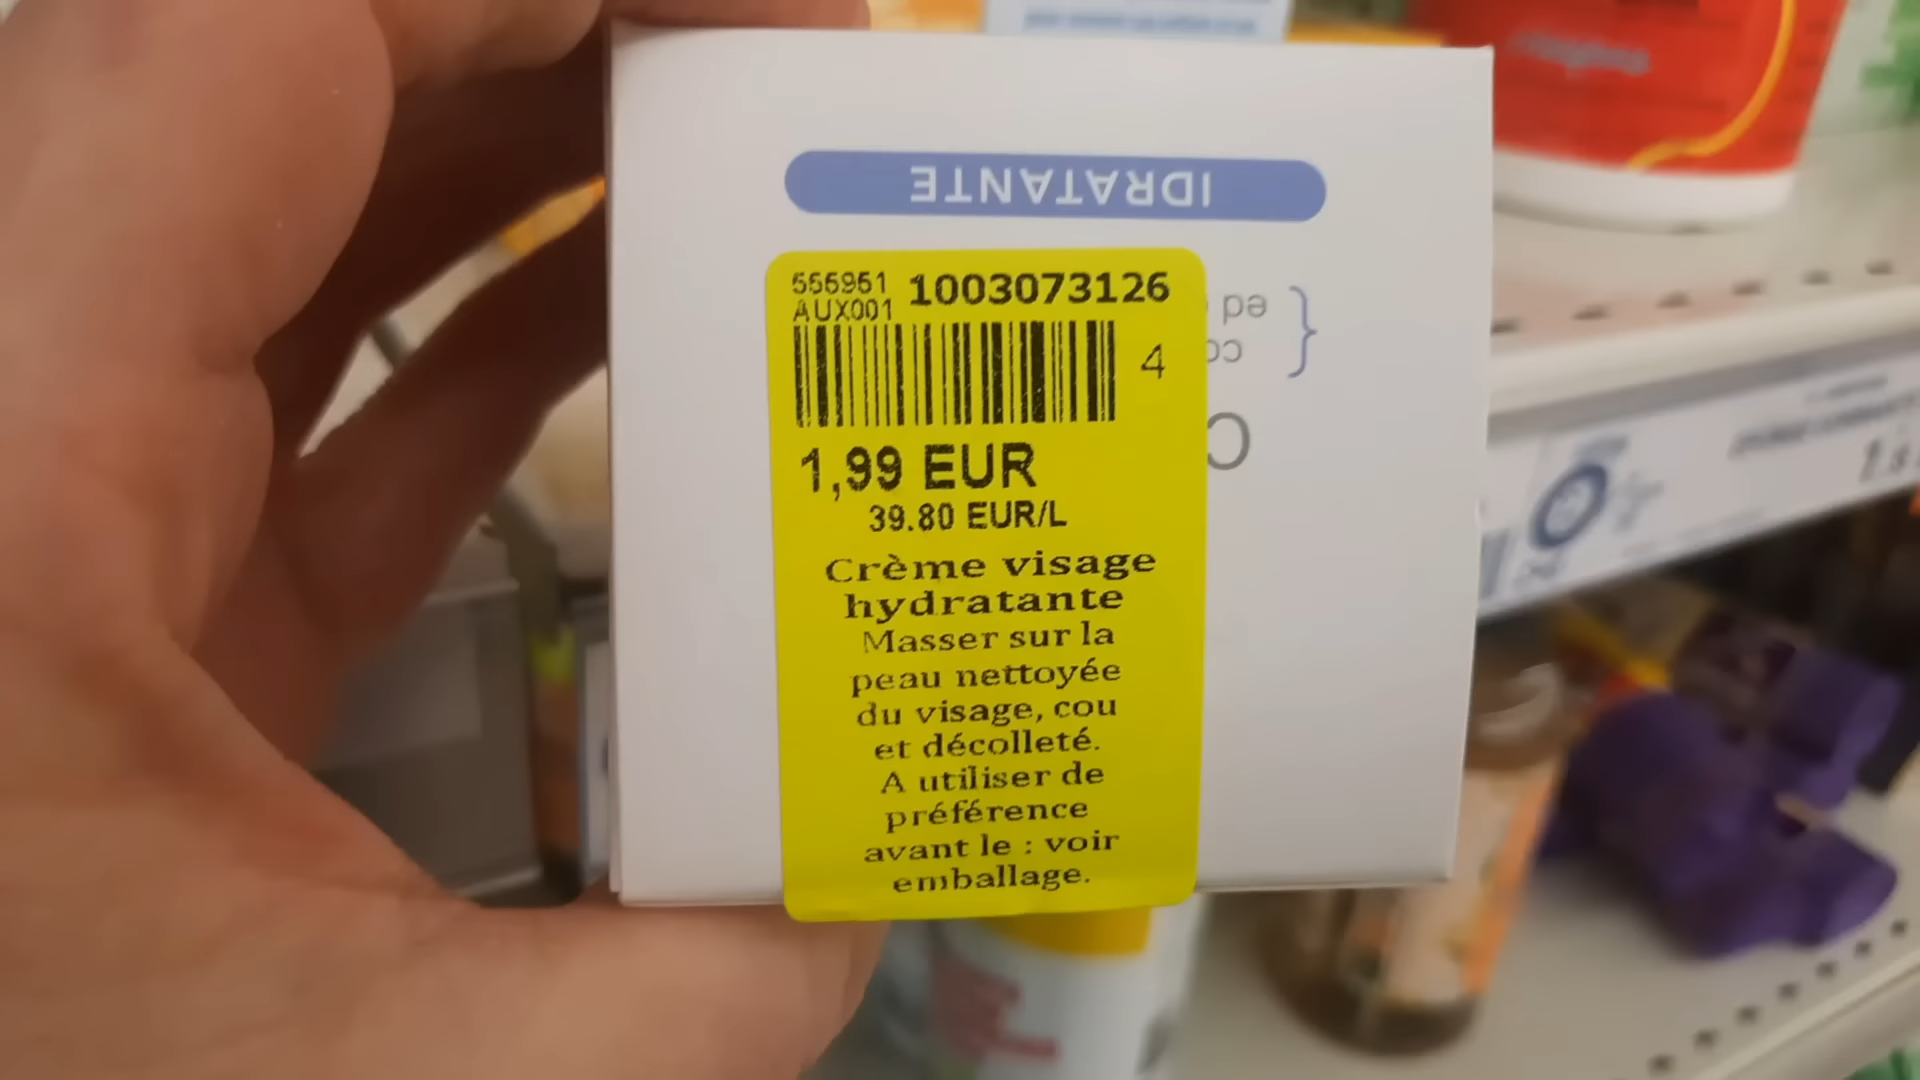 IDRATANTE
556951 1003073126
AUX001
4
1,99 EUR
39.80 EUR/L
Crème visage
hydratante
Masser sur la
peau nettoyée
du visage, cou
et décolleté.
A utiliser de
préférence
avant le : voir
emballage.